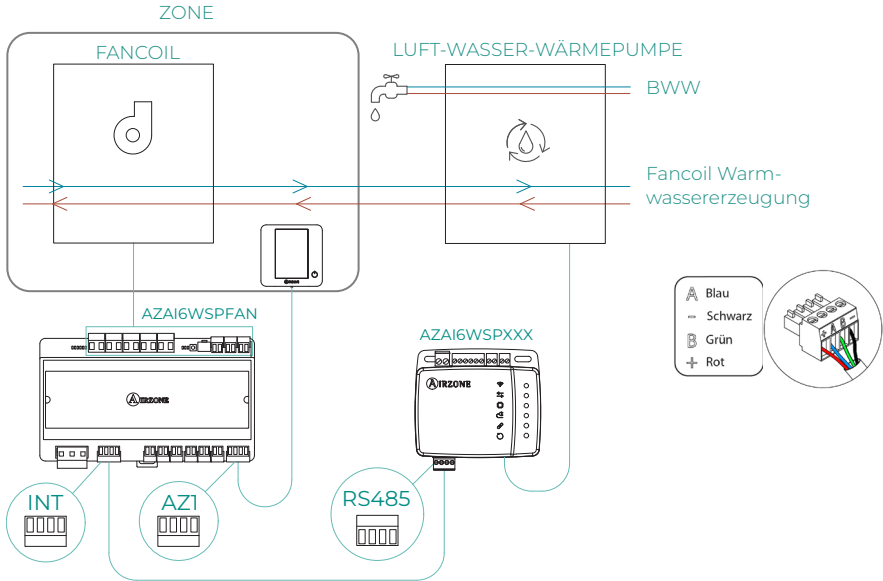 ZONE
FANCOIL
LUFT-WASSER-WÄRMEPUMPE
BWW
Fancoil Warm-
wassererzeugung
AZAI6WSPFAN
AZAI6WSPXXX
A Blau
- Schwarz
B Grün
+ Rot
+ A B -
AIRZONE
AIRZONE
INT
AZ1
RS485